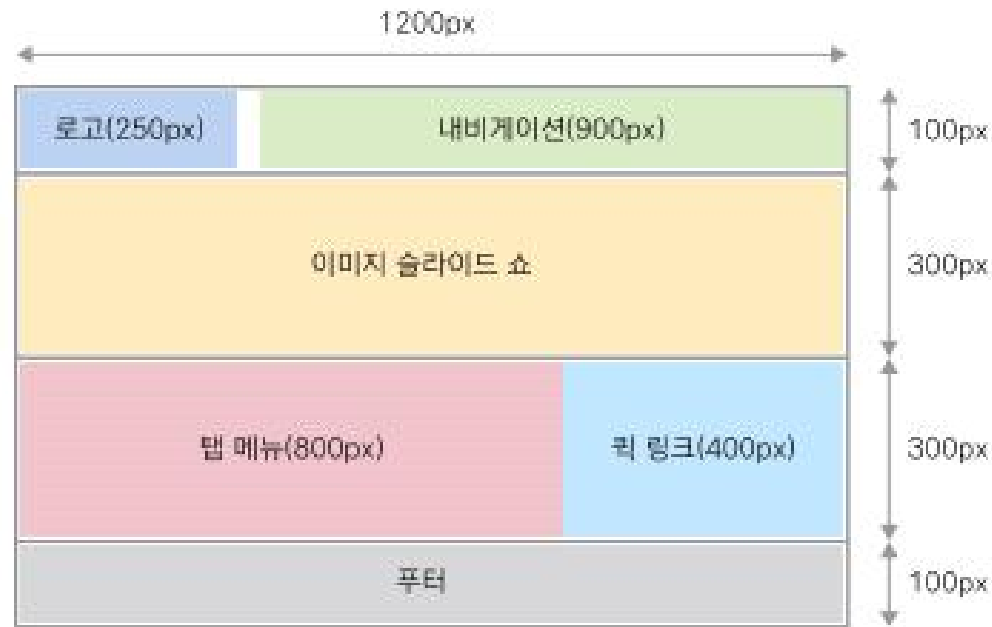 1200px
로고(250px)
내비게이션(900px)
100px
이미지 슬라이드 쇼
300px
탭 메뉴(800px)
퀵 링크(400px)
300px
푸터
100px